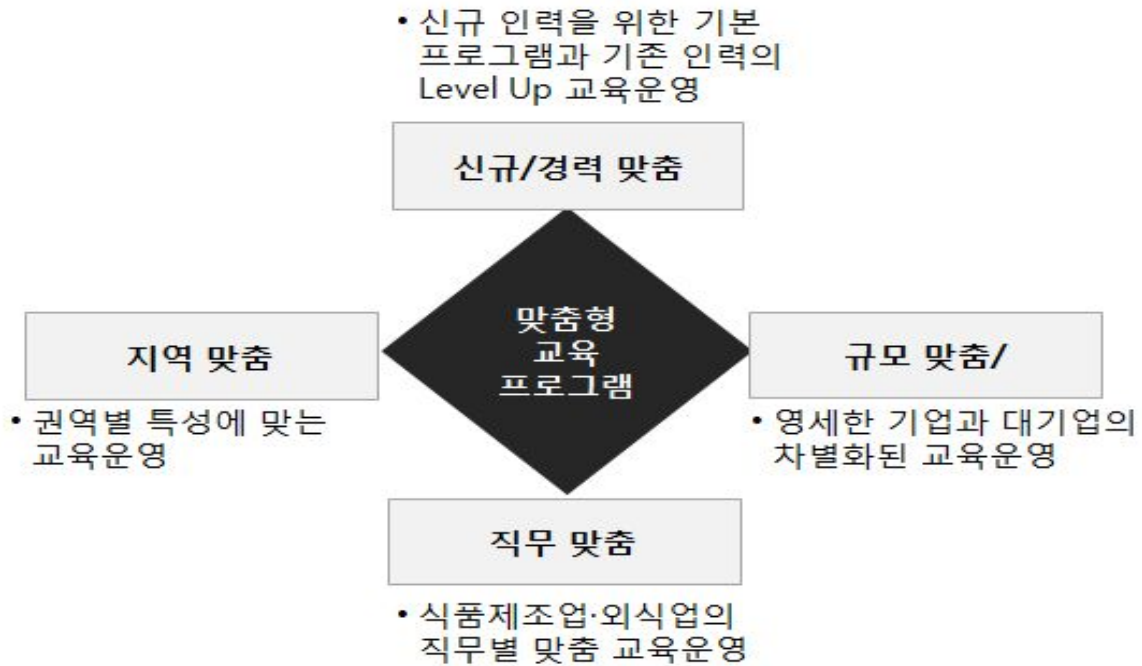 • 신규 인력을 위한 기본
프로그램과 기존 인력의
Level Up 교육운영
신규/경력 맞춤
맞춤형
교육
프로그램
지역 맞춤
• 권역별 특성에 맞는
교육운영
규모 맞춤/
• 영세한 기업과 대기업의
차별화된 교육운영
직무 맞춤
• 식품제조업·외식업의
직무별 맞춤 교육운영